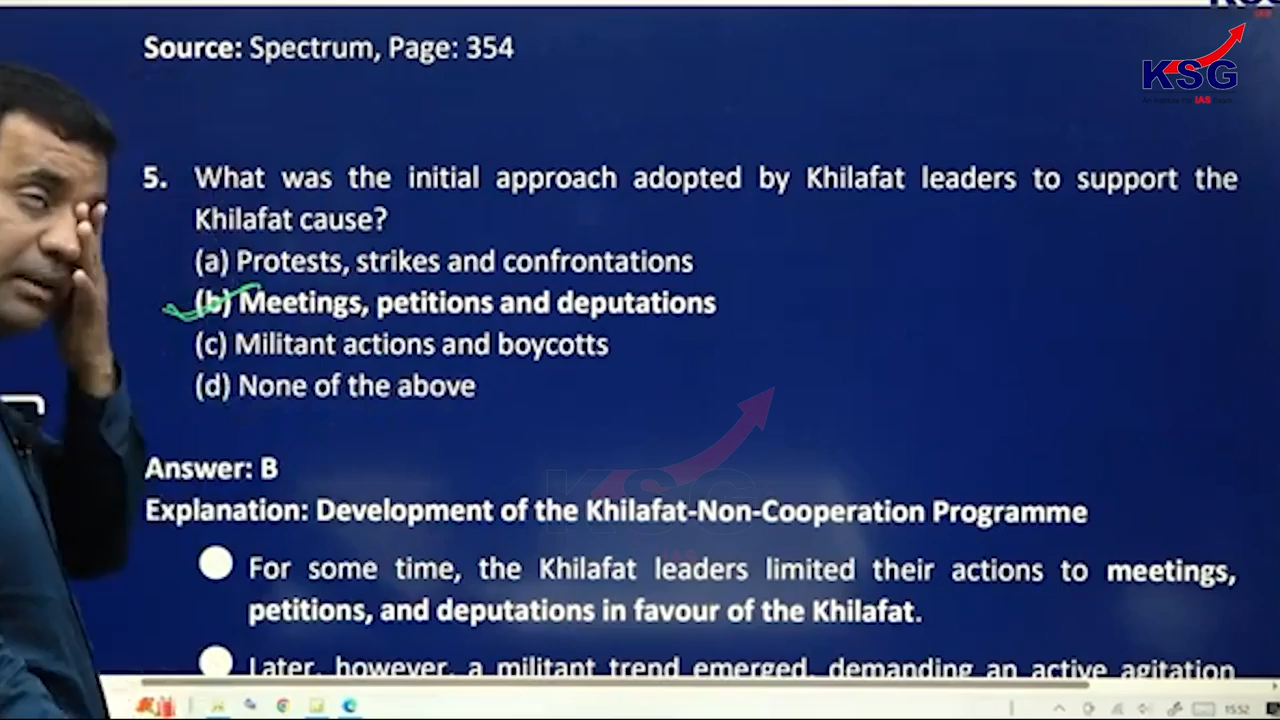 Source: Spectrum, Page: 354
KSG
5. What was the initial approach adopted by Khilafat leaders to support the
Khilafat cause?
(a) Protests, strikes and confrontations
(b) Meetings, petitions and deputations
(c) Militant actions and boycotts
(d) None of the above
KSG
Answer: B
Explanation: Development of the Khilafat-Non-Cooperation Programme
For some time, the Khilafat leaders limited their actions to meetings,
petitions, and deputations in favour of the Khilafat.
Later, however, a militant trend emerged, demanding an active agitation
15:52